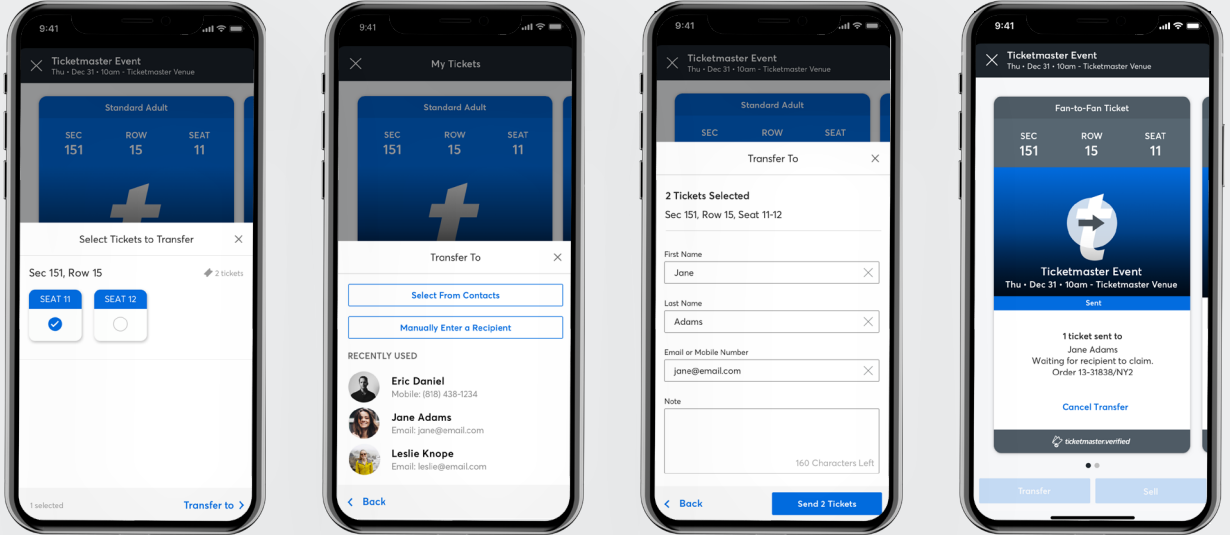 9:41
Ticketmaster Event
Thu • Dec 31 • 10am - Ticketmaster Venue
Standard Adult
SEC ROW SEAT
151 15 11
t
Select Tickets to Transfer
Sec 151, Row 15
2 tickets
SEAT 11
SEAT 12
1 selected
Transfer to
9:41
My Tickets
Standard Adult
SEC ROW SEAT
151 15 11
t
Transfer To
Select From Contacts
Manually Enter a Recipient
RECENTLY USED
Eric Daniel
Mobile: (818) 438-1234
Jane Adams
Email: jane@email.com
Leslie Knope
Email: leslie@email.com
Back
9:41
Ticketmaster Event
Thu • Dec 31 • 10am - Ticketmaster Venue
Standard Adult
SEC ROW SEAT
Transfer To
2 Tickets Selected
Sec 151, Row 15, Seat 11-12
First Name
Jane
Last Name
Adams
Email or Mobile Number
jane@email.com
Note
160 Characters Left
Back
Send 2 Tickets
9:41
Ticketmaster Event
Thu • Dec 31 • 10am - Ticketmaster Venue
Fan-to-Fan Ticket
SEC ROW SEAT
151 15 11
t
Ticketmaster Event
Thu • Dec 31 • 10am - Ticketmaster Venue
Sent
1 ticket sent to
Jane Adams
Waiting for recipient to claim.
Order 13-31838/NY2
Cancel Transfer
ticketmaster verified
Transfer
Sell